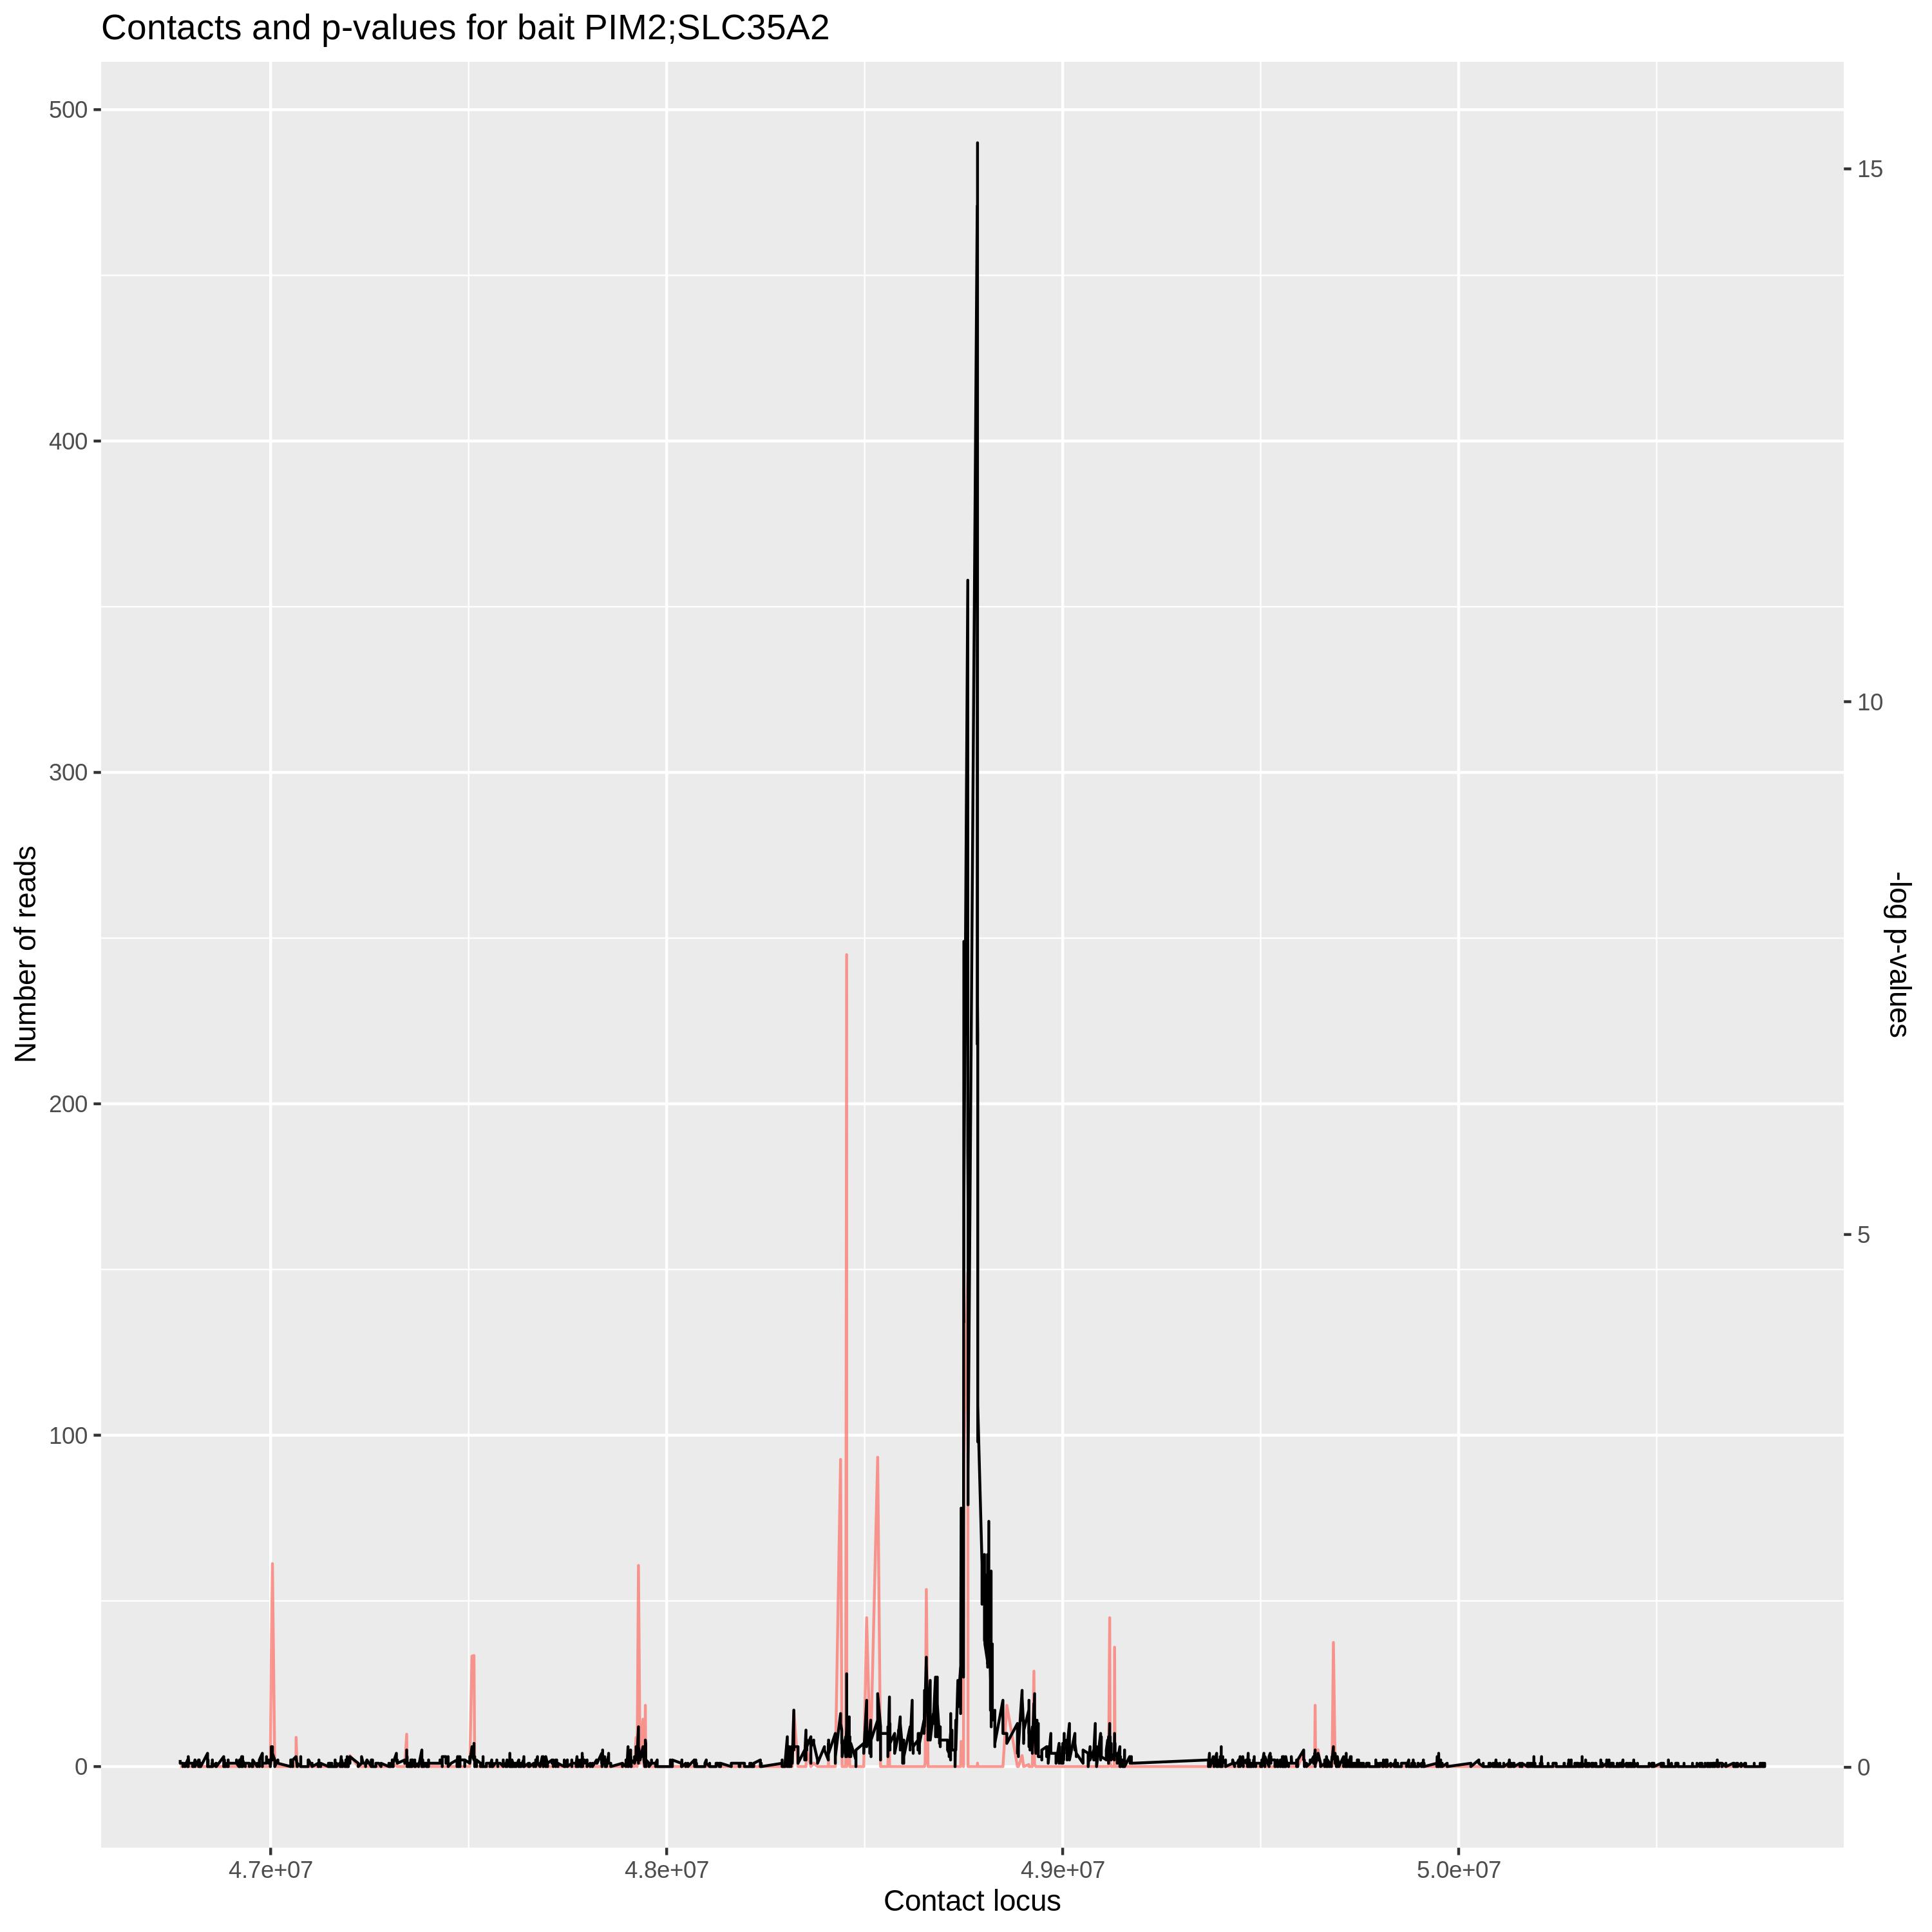 Contacts and p-values for bait PIM2;SLC35A2
500
400
300
200
100
0
Number of reads
15
10
5
0
-log p-values
4.7e+07
4.8e+07
4.9e+07
5.0e+07
Contact locus